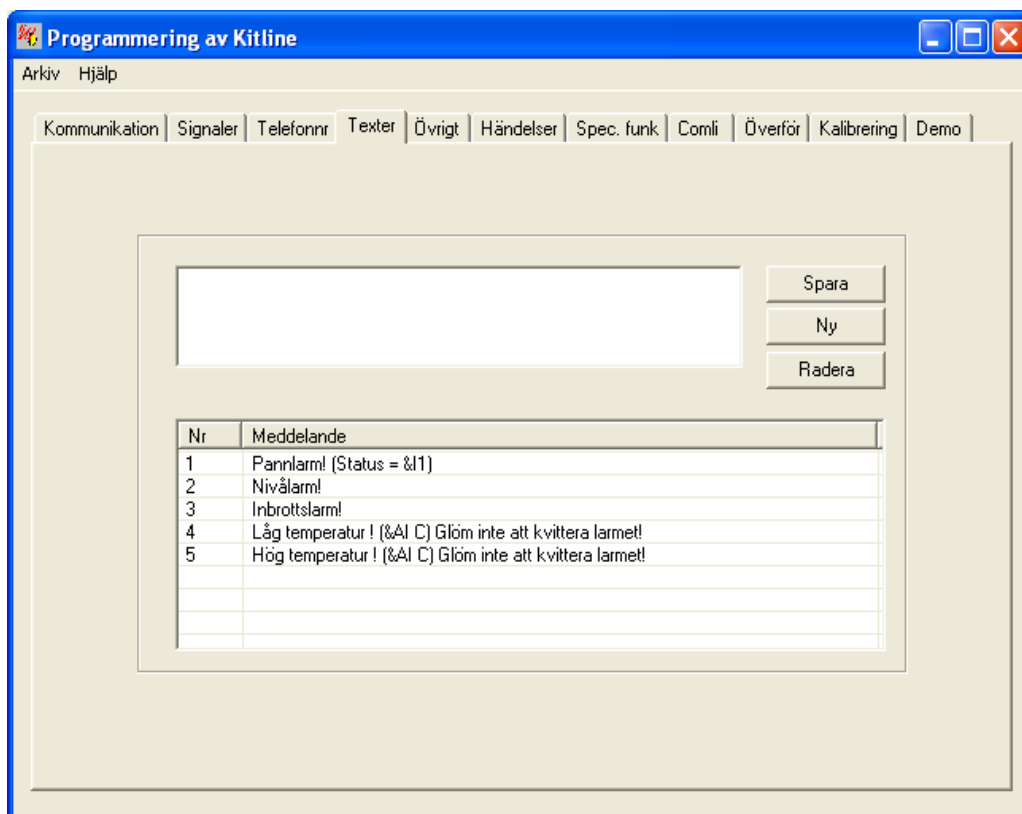 Programmering av Kitline
Arkiv Hjälp
Kommunikation Signaler Telefonnr Texter Övrigt Händelser Spec. funk Comli Överför Kalibrering Demo
Spara
Ny
Radera
Nr Meddelande
1 Pannlarm! (Status = &I1)
2 Nivålarm!
3 Inbrottslarm!
4 Låg temperatur ! (&AI C) Glöm inte att kvittera larmet!
5 Hög temperatur ! (&AI C) Glöm inte att kvittera larmet!